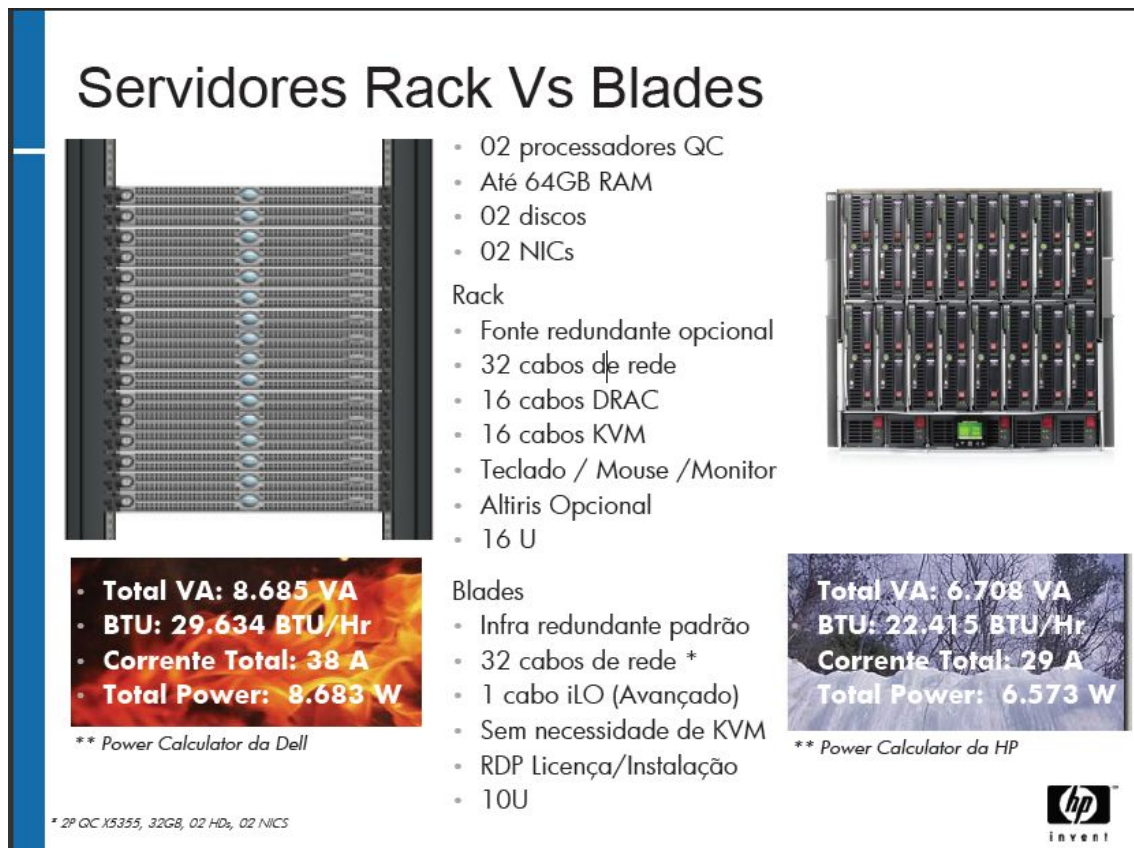 Servidores Rack Vs Blades
• 02 processadores QC
• Até 64GB RAM
• 02 discos
• 02 NICs
Rack
• Fonte redundante opcional
• 32 cabos de rede
• 16 cabos DRAC
• 16 cabos KVM
• Teclado / Mouse /Monitor
• Altiris Opcional
• 16 U
• Total VA: 8.685 VA
• BTU: 29.634 BTU/Hr
• Corrente Total: 38 A
• Total Power: 8.683 W
** Power Calculator da Dell
Blades
• Infra redundante padrão
• 32 cabos de rede *
• 1 cabo iLO (Avançado)
• Sem necessidade de KVM
• RDP Licença/Instalação
• 10U
• Total VA: 6.708 VA
• BTU: 22.415 BTU/Hr
• Corrente Total: 29 A
• Total Power: 6.573 W
** Power Calculator da HP
* 2P QC X5355, 32GB, 02 HDs, 02 NICS
hp
invent